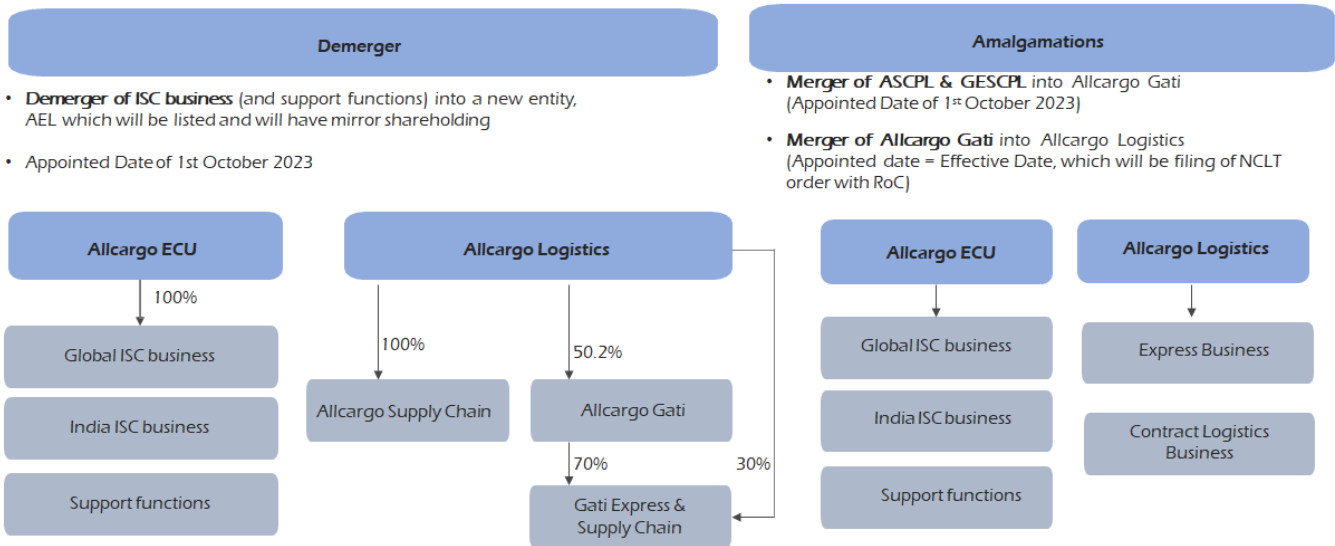 Demerger
• Demerger of ISC business (and support functions) into a new entity,
AEL which will be listed and will have mirror shareholding
• Appointed Date of 1st October 2023
Allcargo ECU
100%
Global ISC business
India ISC business
Support functions
Allcargo Logistics
100%
50.2%
Allcargo Supply Chain
Allcargo Gati
70%
30%
Gati Express &
Supply Chain
Amalgamations
• Merger of ASCPL & GESCPL into Allcargo Gati
(Appointed Date of 1st October 2023)
• Merger of Allcargo Gati into Allcargo Logistics
(Appointed date = Effective Date, which will be filing of NCLT
order with RoC)
Allcargo ECU
Global ISC business
India ISC business
Support functions
Allcargo Logistics
Express Business
Contract Logistics
Business